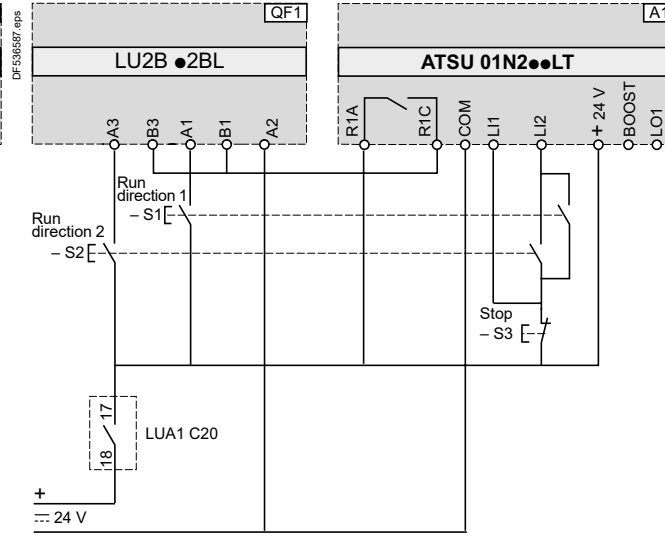 DF536587.eps
QF1
A1
LU2B ●2BL
ATSU 01N2●●LT
A3
B3
A1
B1
A2
R1A
R1C
COM
LI1
LI2
+ 24 V
BOOST
LO1
Run
direction 1
– S1
Run
direction 2
– S2
Stop
– S3
17
18
LUA1 C20
+
24 V